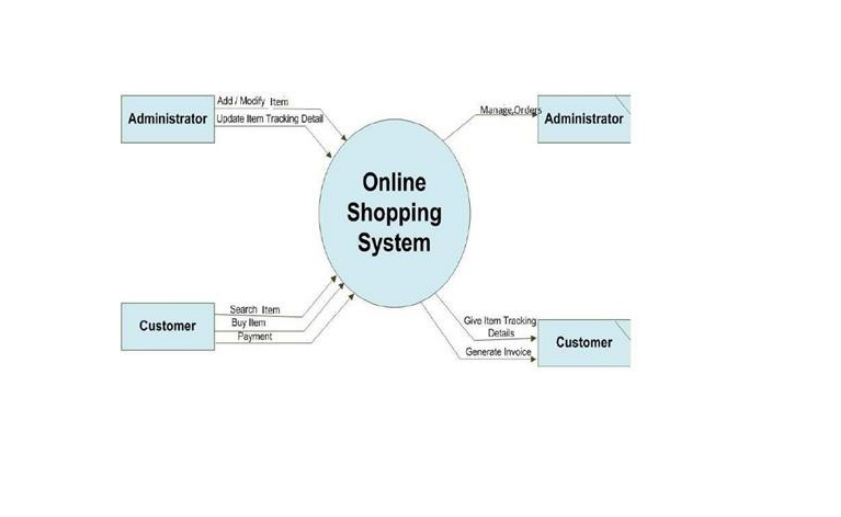 Add / Modify Item
Administrator
Update Item Tracking Detail
Manage,Orders
Administrator
Online
Shopping
System
Search Item
Customer
Buy Item
Payment
Give Item Tracking
Details
Customer
Generate Invoice